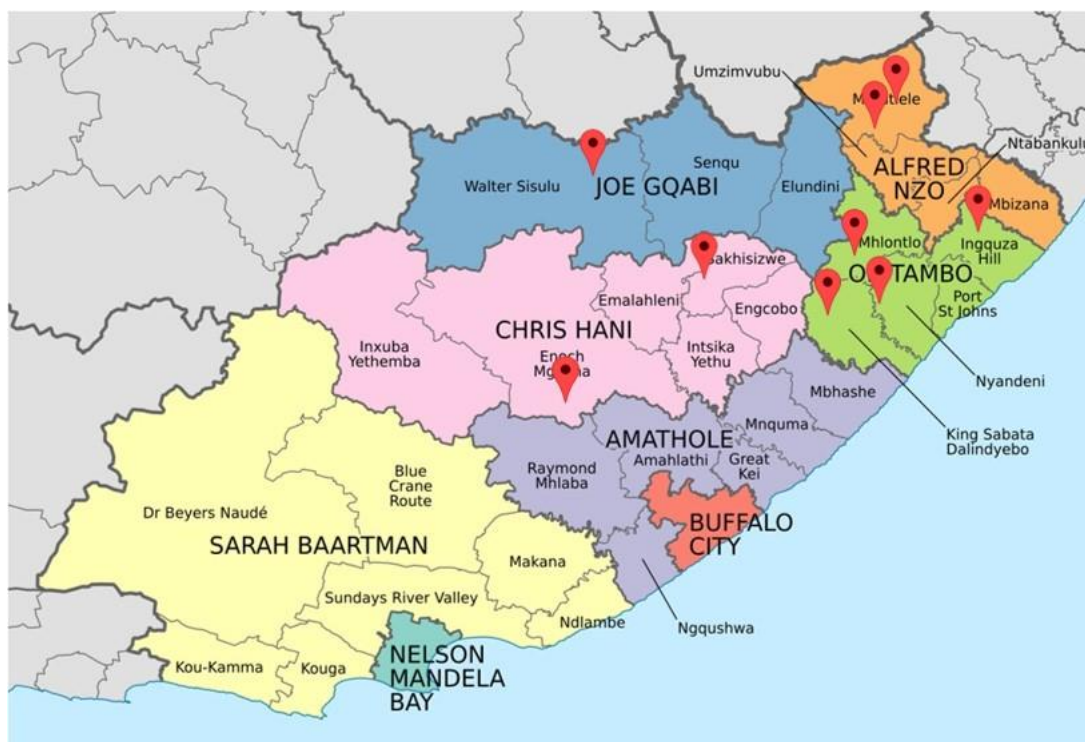 Umzimvubu
Ntabankulu
ALFRED
NZO
Mbizana
Walter Sisulu
Senqu
JOE GQABI
Elundini
Mhlontlo
Ingquza
Hill
Port
St Johns
Nyandeni
King Sabata
Dalindyebo
Emalahleni
Engcobo
CHRIS HANI
Intsika
Yethu
Inxuba
Yethemba
Mbhashe
Mnquma
AMATHOLE
Amahlathi
Great
Kei
Raymond
Mhlaba
Blue
Crane
Route
Dr Beyers Naudé
SARAH BAARTMAN
BUFFALO
CITY
Makana
Sundays River Valley
Ndlambe
Ngqushwa
Kou-Kamma
Kouga
NELSON
MANDELA
BAY